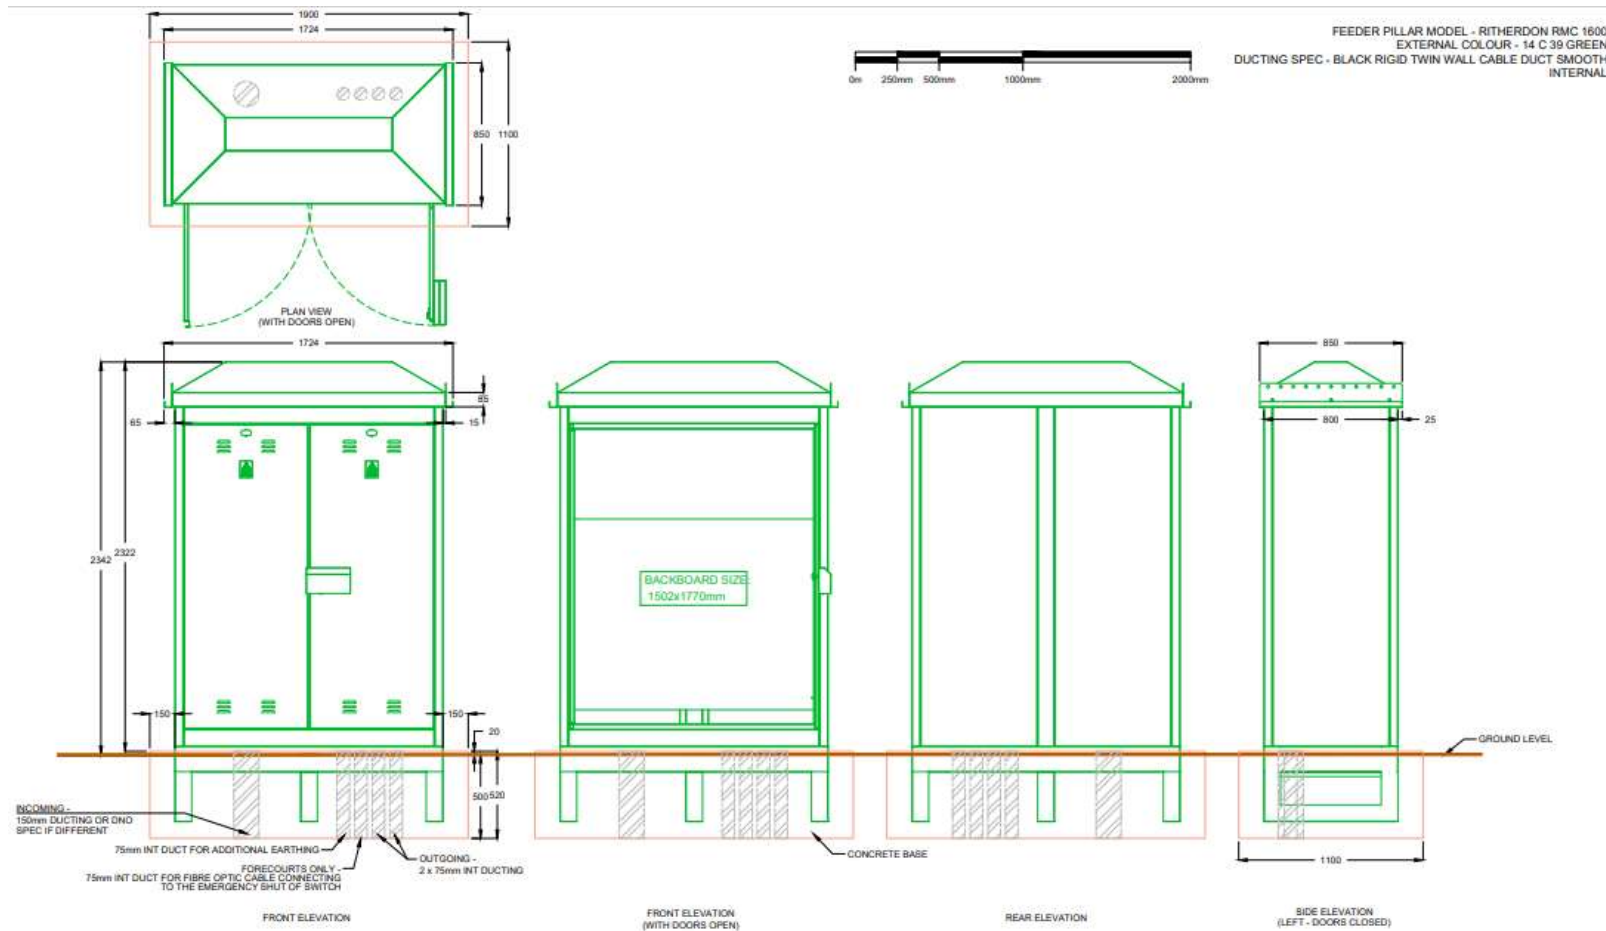 1900
1724
FEEDER PILLAR MODEL - RITHERDON RMC 1600
EXTERNAL COLOUR - 14 C 39 GREEN
DUCTING SPEC - BLACK RIGID TWIN WALL CABLE DUCT SMOOTH
INTERNAL
0m 250mm 500mm 1000mm 2000mm
850 1100
PLAN VIEW
(WITH DOORS OPEN)
1724
850
65
65 15
800 25
2342 2322
BACKBOARD SIZE:
1502x1770mm
150 150
20
GROUND LEVEL
500 520
INCOMING -
150mm DUCTING OR DNO
SPEC IF DIFFERENT
75mm INT DUCT FOR ADDITIONAL EARTHING
FORECOURTS ONLY -
75mm INT DUCT FOR FIBRE OPTIC CABLE CONNECTING
TO THE EMERGENCY SHUT OF SWITCH
OUTGOING -
2 x 75mm INT DUCTING
CONCRETE BASE
1100
FRONT ELEVATION
FRONT ELEVATION
(WITH DOORS OPEN)
REAR ELEVATION
SIDE ELEVATION
(LEFT - DOORS CLOSED)